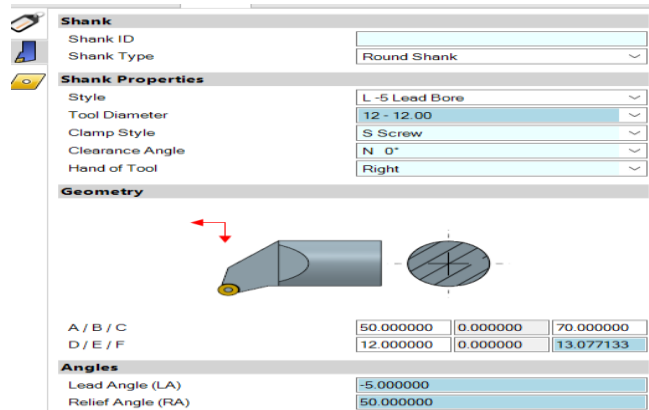 Shank
Shank ID
Shank Type Round Shank
Shank Properties
Style L -5 Lead Bore
Tool Diameter 12 - 12.00
Clamp Style S Screw
Clearance Angle N 0°
Hand of Tool Right
Geometry
A / B / C 50.000000 0.000000 70.000000
D / E / F 12.000000 0.000000 13.077133
Angles
Lead Angle (LA) -5.000000
Relief Angle (RA) 50.000000